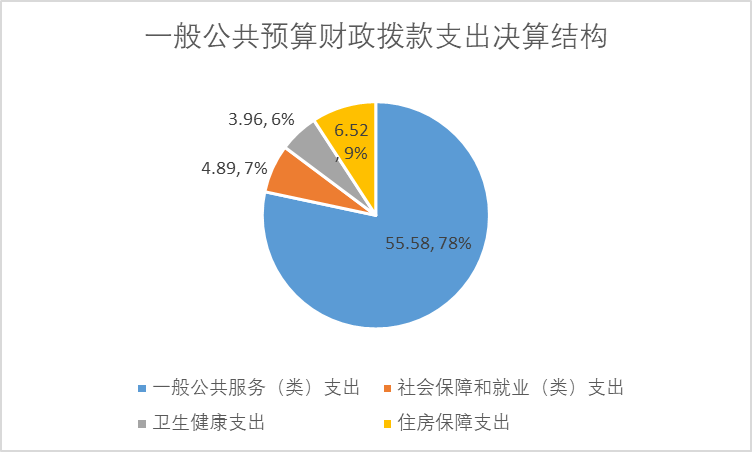 一般公共预算财政拨款支出决算结构
3.96, 6%
6.52
, 9%
4.89, 7%
55.58, 78%
一般公共服务（类）支出
社会保障和就业（类）支出
卫生健康支出
住房保障支出